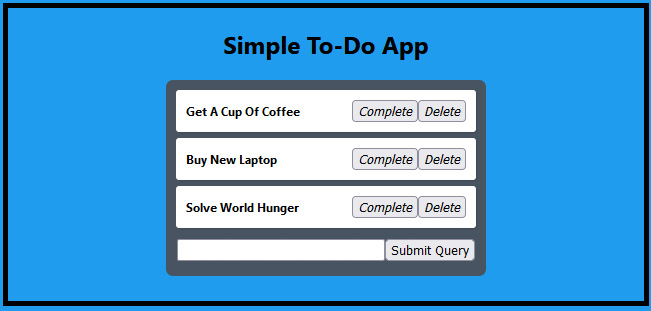 Simple To-Do App
Get A Cup Of Coffee Complete Delete
Buy New Laptop Complete Delete
Solve World Hunger Complete Delete
Submit Query